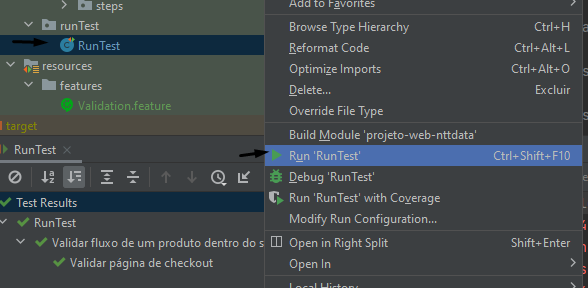 steps
runTest
RunTest
resources
features
Validation.feature
target
RunTest
Test Results
RunTest
Validar fluxo de um produto dentro do s
Validar página de checkout
Add to Favorites
Browse Type Hierarchy Ctrl+H
Reformat Code Ctrl+Alt+L
Optimize Imports Ctrl+Alt+O
Delete... Excluir
Override File Type
Build Module 'projeto-web-nttdata'
Run 'RunTest' Ctrl+Shift+F10
Debug 'RunTest'
Run 'RunTest' with Coverage
Modify Run Configuration...
Open in Right Split Shift+Enter
Open In
Local History